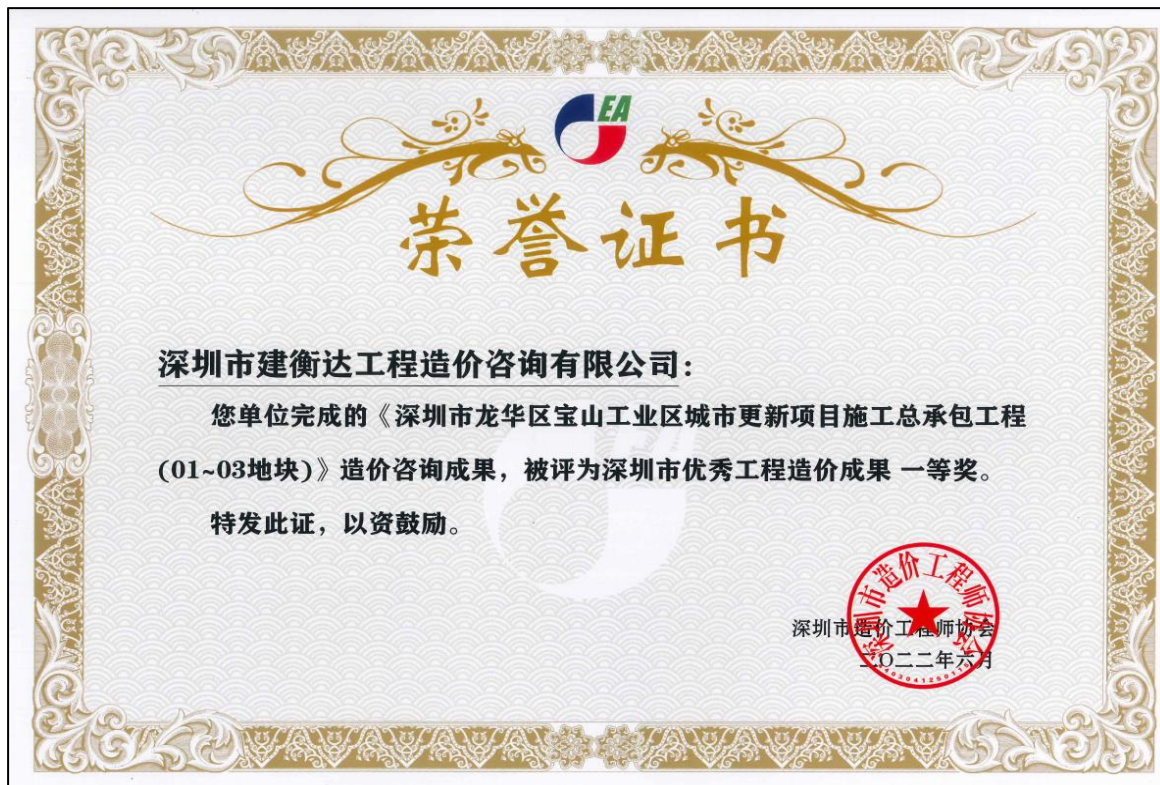 EA
荣誉证书
深圳市建衡达工程造价咨询有限公司：
您单位完成的《深圳市龙华区宝山工业区城市更新项目施工总承包工程
(01~03地块)》造价咨询成果，被评为深圳市优秀工程造价成果 一等奖。
特发此证，以资鼓励。
深圳市造价工程师协会
深圳市造价工程师协会
二〇二二年六月